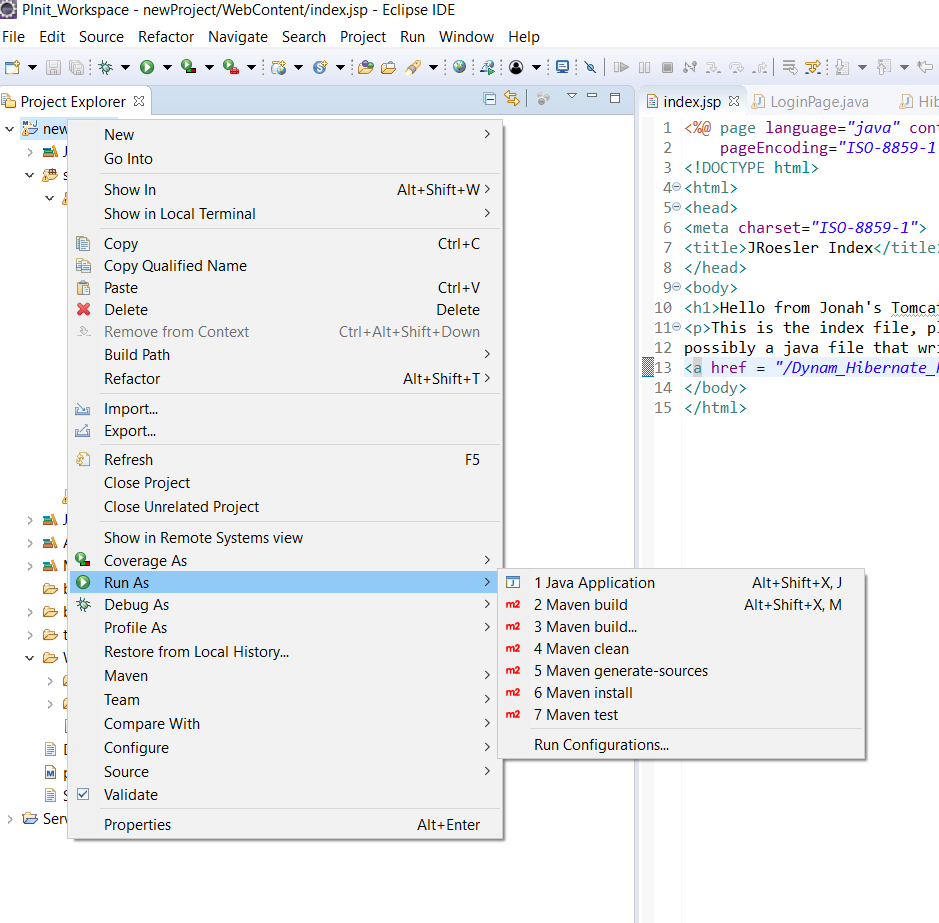 PInit_Workspace - newProject/WebContent/index.jsp - Eclipse IDE
File Edit Source Refactor Navigate Search Project Run Window Help
Project Explorer
index.jsp LoginPage.java Hib
new
New
Go Into
Show In Alt+Shift+W
Show in Local Terminal
Copy Ctrl+C
Copy Qualified Name
Paste Ctrl+V
Delete Delete
Remove from Context Ctrl+Alt+Shift+Down
Build Path
Refactor Alt+Shift+T
Import...
Export...
Refresh F5
Close Project
Close Unrelated Project
Show in Remote Systems view
Coverage As
Run As
Debug As
Profile As
Restore from Local History...
Maven
Team
Compare With
Configure
Source
Validate
Properties Alt+Enter
Serv
1 Java Application Alt+Shift+X, J
2 Maven build Alt+Shift+X, M
3 Maven build...
4 Maven clean
5 Maven generate-sources
6 Maven install
7 Maven test
Run Configurations...
1 <%@ page language="java" cont
2 pageEncoding="ISO-8859-1
3 <!DOCTYPE html>
4 <html>
5 <head>
6 <meta charset="ISO-8859-1">
7 <title>JRoesler Index</title>
8 </head>
9 <body>
10 <h1>Hello from Jonah's Tomcat
11 <p>This is the index file, pl
12 possibly a java file that wri
13 <a href = "/Dynam_Hibernate_
14 </body>
15 </html>